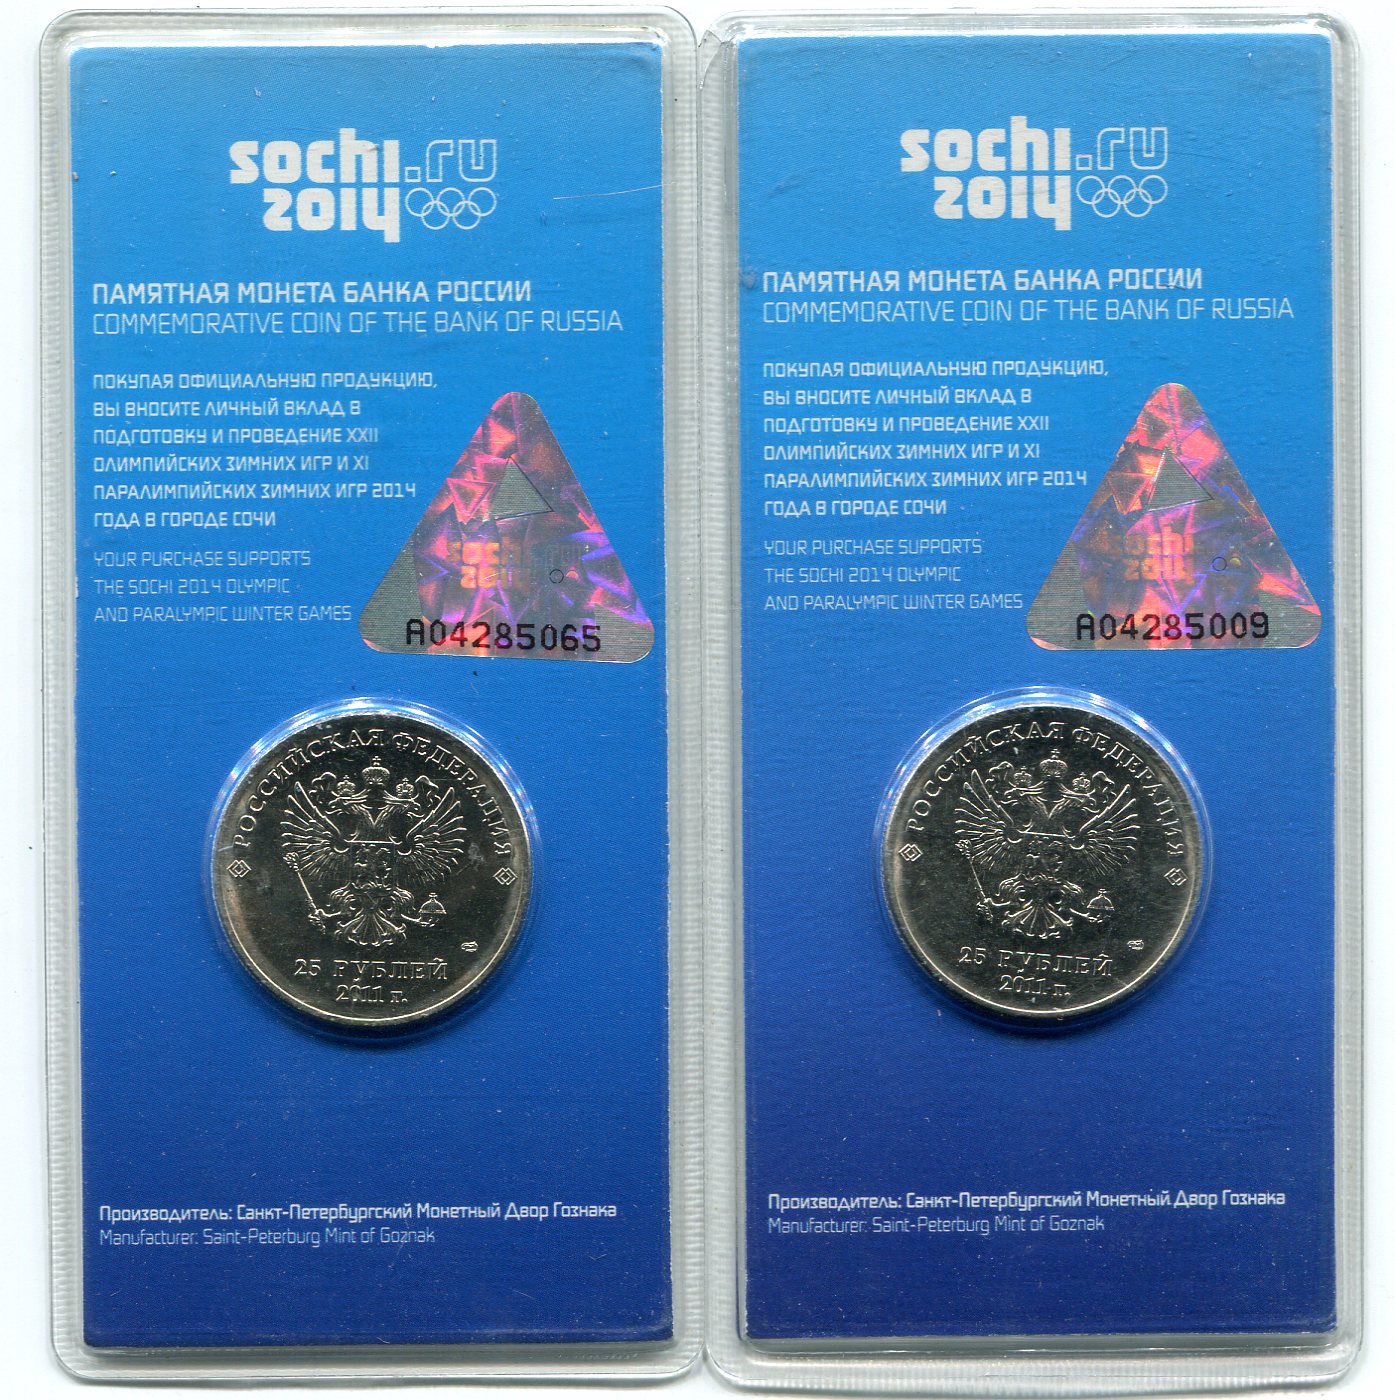 sochi.ru
2014
ПАМЯТНАЯ МОНЕТА БАНКА РОССИИ
COMMEMORATIVE COIN OF THE BANK OF RUSSIA
ПОКУПАЯ ОФИЦИАЛЬНУЮ ПРОДУКЦИЮ,
ВЫ ВНОСИТЕ ЛИЧНЫЙ ВКЛАД В
ПОДГОТОВКУ И ПРОВЕДЕНИЕ XXII
ОЛИМПИЙСКИХ ЗИМНИХ ИГР И XI
ПАРАЛИМПИЙСКИХ ЗИМНИХ ИГР 2014
ГОДА В ГОРОДЕ СОЧИ
YOUR PURCHASE SUPPORTS
THE SOCHI 2014 OLYMPIC
AND PARALYMPIC WINTER GAMES
sochi.ru
2014
A04285065
РОССИЙСКАЯ ФЕДЕРАЦИЯ
25 РУБЛЕЙ
2011 г.
Производитель: Санкт-Петербургский Монетный Двор Гознака
Manufacturer: Saint-Peterburg Mint of Goznak
sochi.ru
2014
ПАМЯТНАЯ МОНЕТА БАНКА РОССИИ
COMMEMORATIVE COIN OF THE BANK OF RUSSIA
ПОКУПАЯ ОФИЦИАЛЬНУЮ ПРОДУКЦИЮ,
ВЫ ВНОСИТЕ ЛИЧНЫЙ ВКЛАД В
ПОДГОТОВКУ И ПРОВЕДЕНИЕ XXII
ОЛИМПИЙСКИХ ЗИМНИХ ИГР И XI
ПАРАЛИМПИЙСКИХ ЗИМНИХ ИГР 2014
ГОДА В ГОРОДЕ СОЧИ
YOUR PURCHASE SUPPORTS
THE SOCHI 2014 OLYMPIC
AND PARALYMPIC WINTER GAMES
sochi
2014
A04285009
РОССИЙСКАЯ ФЕДЕРАЦИЯ
25 РУБЛЕЙ
2011 г.
Производитель: Санкт-Петербургский Монетный Двор Гознака
Manufacturer: Saint-Peterburg Mint of Goznak